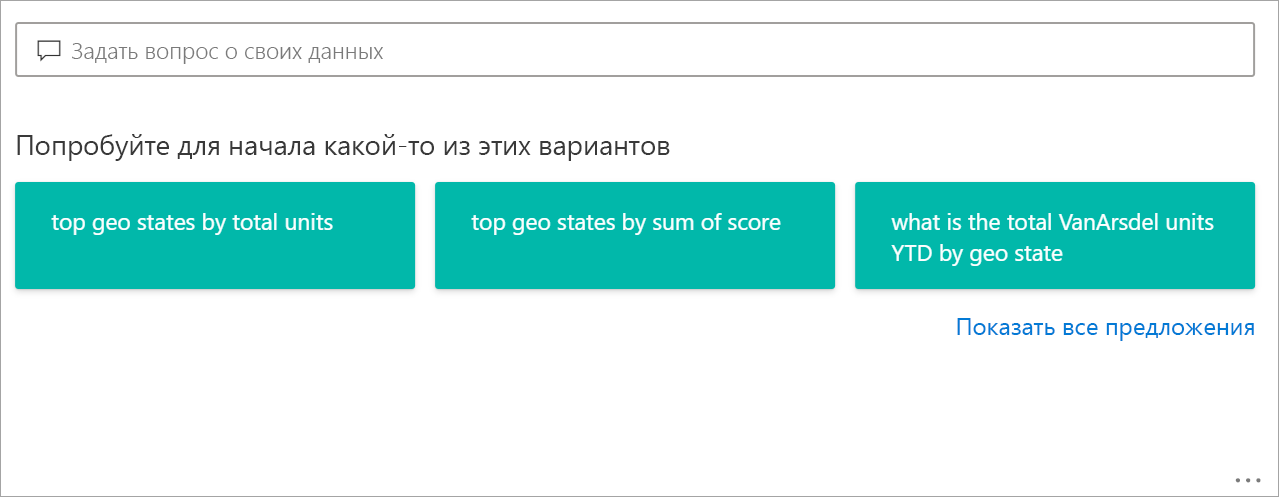 Задать вопрос о своих данных
Попробуйте для начала какой-то из этих вариантов
top geo states by total units
top geo states by sum of score
what is the total VanArsdel units
YTD by geo state
Показать все предложения